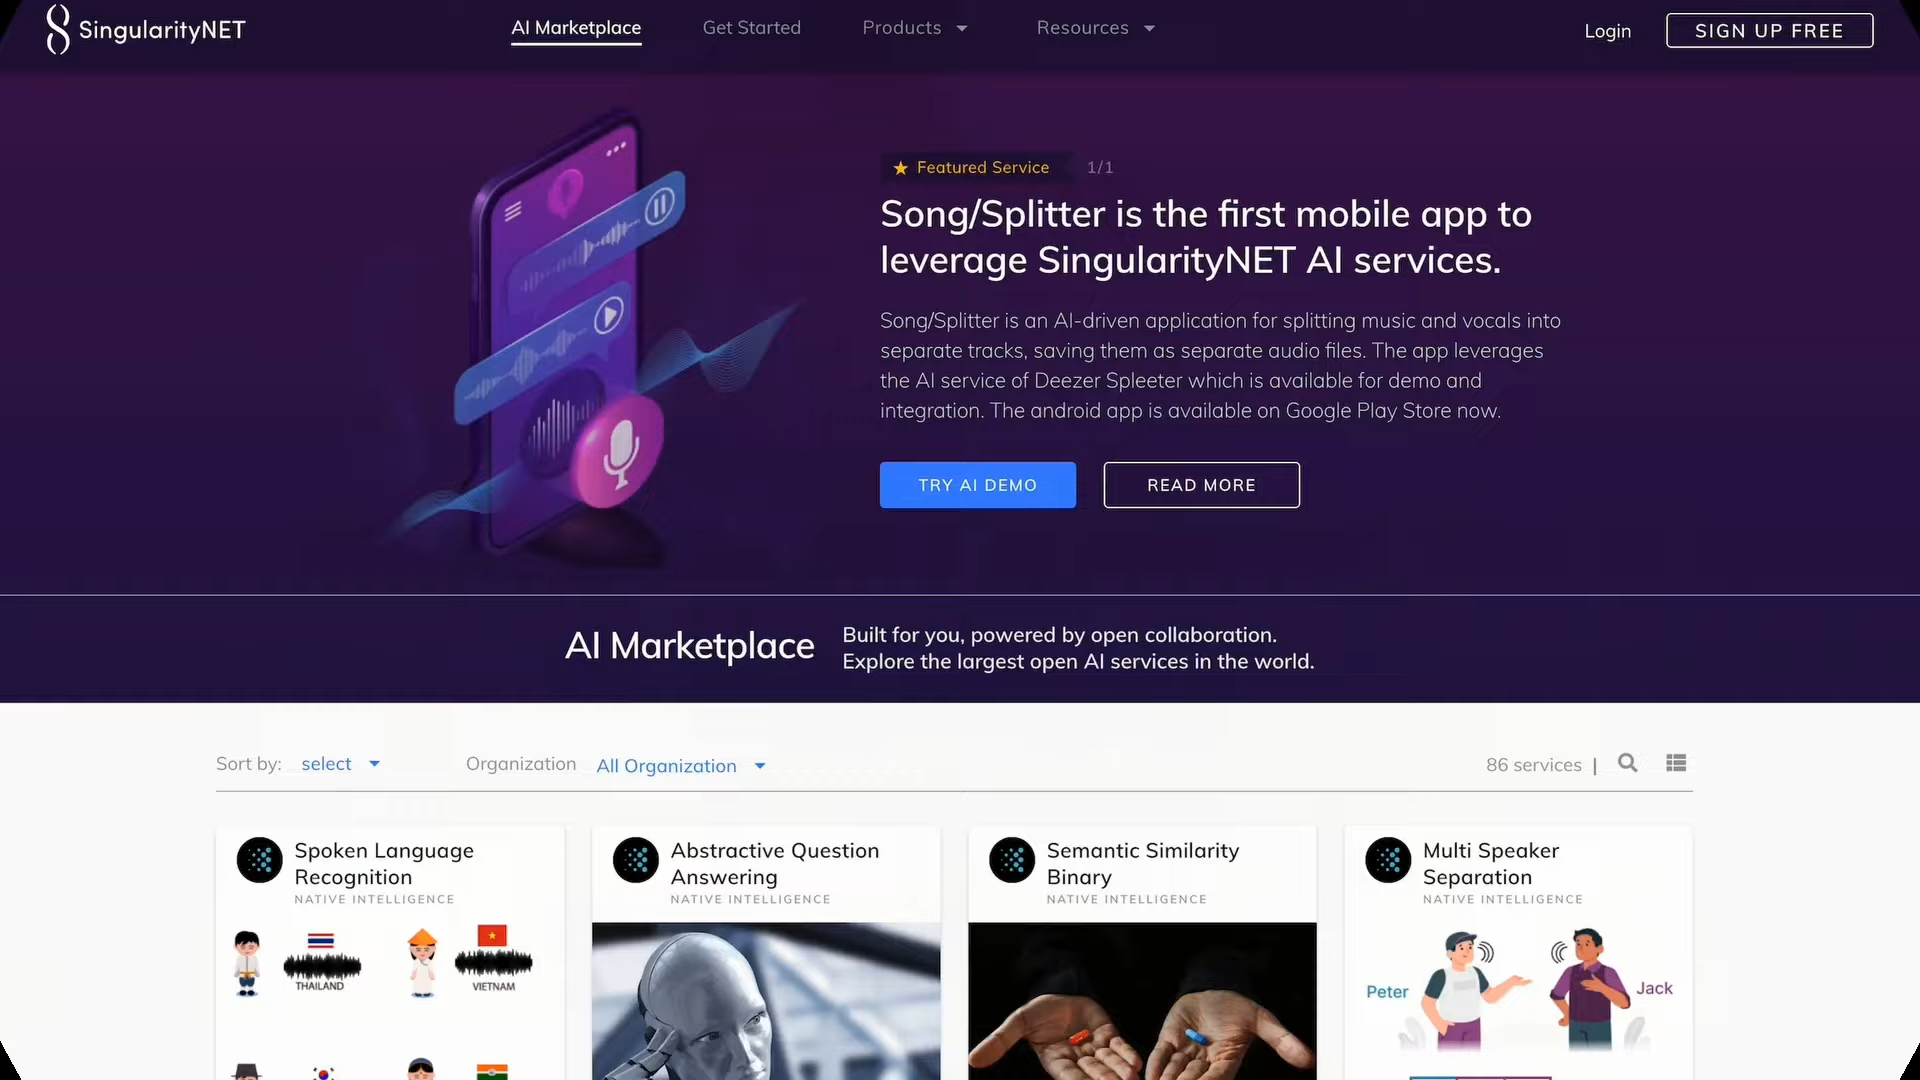 SingularityNET
AI Marketplace
Get Started
Products
Resources
Login
SIGN UP FREE
Featured Service
1/1
Song/Splitter is the first mobile app to
leverage SingularityNET AI services.
Song/Splitter is an AI-driven application for splitting music and vocals into
separate tracks, saving them as separate audio files. The app leverages
the AI service of Deezer Spleeter which is available for demo and
integration. The android app is available on Google Play Store now.
TRY AI DEMO
READ MORE
AI Marketplace
Built for you, powered by open collaboration.
Explore the largest open AI services in the world.
Sort by:
select
Organization
All Organization
86 services |
Spoken Language
Recognition
NATIVE INTELLIGENCE
THAILAND
VIETNAM
Abstractive Question
Answering
NATIVE INTELLIGENCE
Semantic Similarity
Binary
NATIVE INTELLIGENCE
Multi Speaker
Separation
NATIVE INTELLIGENCE
Peter
Jack